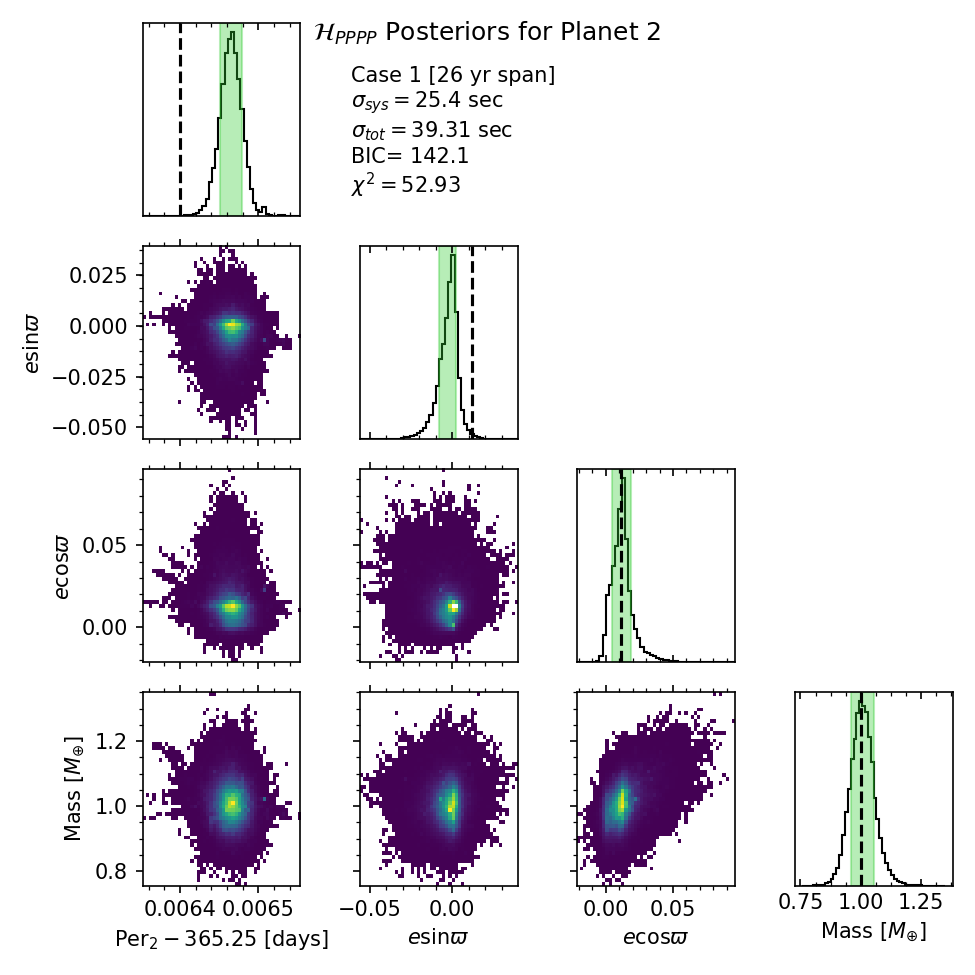 ℋ_PPPP Posteriors for Planet 2
Case 1 [26 yr span]
σ_sys = 25.4 sec
σ_tot = 39.31 sec
BIC= 142.1
χ² = 52.93
0.025
0.000
−0.025
−0.050
esinϖ
0.05
0.00
ecosϖ
1.2
1.0
0.8
Mass [M⊕]
0.0064 0.0065
Per₂ − 365.25 [days]
−0.05 0.00
esinϖ
0.00 0.05
ecosϖ
0.75 1.00 1.25
Mass [M⊕]